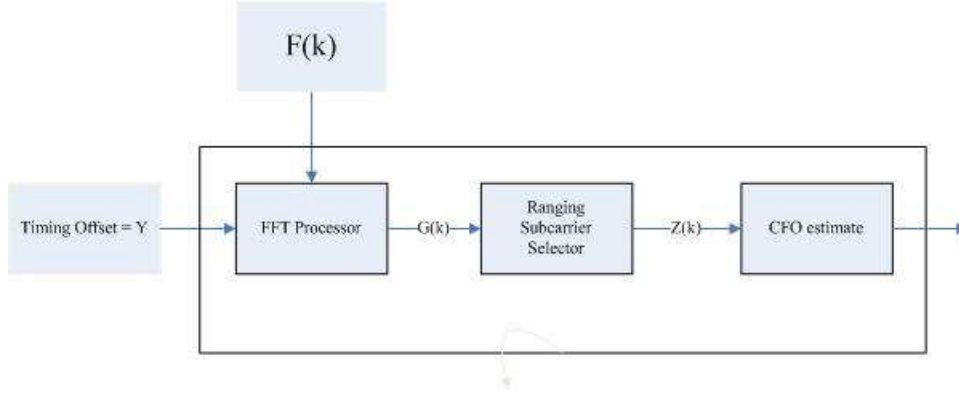 F(k)
Timing Offset = Y
FFT Processor
G(k)
Ranging
Subcarrier
Selector
Z(k)
CFO estimate